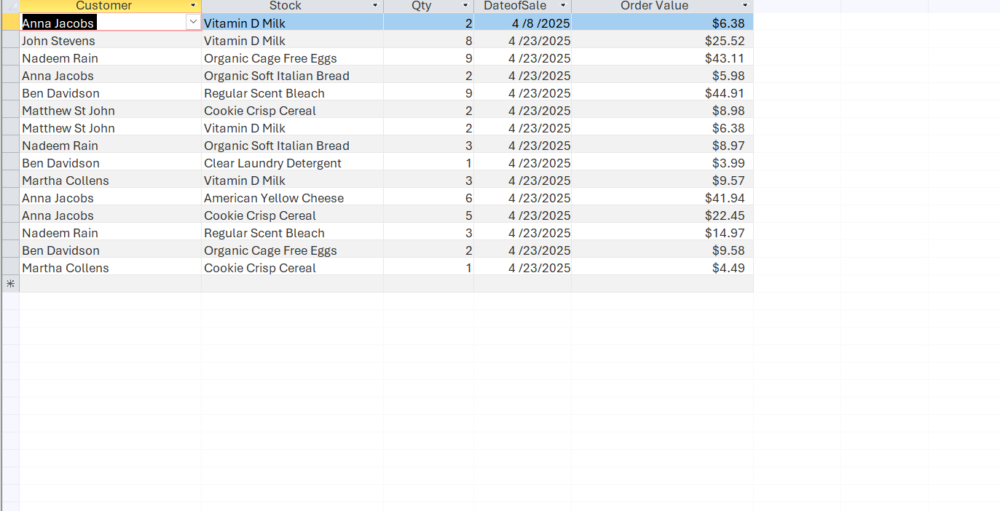 Customer Stock Qty DateofSale Order Value
Anna Jacobs Vitamin D Milk 2 4 /8 /2025 $6.38
John Stevens Vitamin D Milk 8 4 /23/2025 $25.52
Nadeem Rain Organic Cage Free Eggs 9 4 /23/2025 $43.11
Anna Jacobs Organic Soft Italian Bread 2 4 /23/2025 $5.98
Ben Davidson Regular Scent Bleach 9 4 /23/2025 $44.91
Matthew St John Cookie Crisp Cereal 2 4 /23/2025 $8.98
Matthew St John Vitamin D Milk 2 4 /23/2025 $6.38
Nadeem Rain Organic Soft Italian Bread 3 4 /23/2025 $8.97
Ben Davidson Clear Laundry Detergent 1 4 /23/2025 $3.99
Martha Collens Vitamin D Milk 3 4 /23/2025 $9.57
Anna Jacobs American Yellow Cheese 6 4 /23/2025 $41.94
Anna Jacobs Cookie Crisp Cereal 5 4 /23/2025 $22.45
Nadeem Rain Regular Scent Bleach 3 4 /23/2025 $14.97
Ben Davidson Organic Cage Free Eggs 2 4 /23/2025 $9.58
Martha Collens Cookie Crisp Cereal 1 4 /23/2025 $4.49